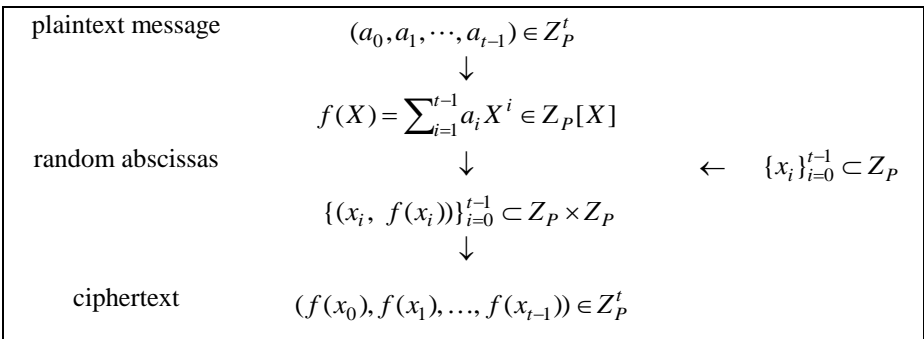 plaintext message (a_0, a_1, ⋯, a_{t−1}) ∈ Z_P^t
↓
f(X) = ∑_{i=1}^{t−1} a_i X^i ∈ Z_P[X]
random abscissas ↓ ← {x_i}_{i=0}^{t−1} ⊂ Z_P
{(x_i, f(x_i))}_{i=0}^{t−1} ⊂ Z_P × Z_P
↓
ciphertext (f(x_0), f(x_1), …, f(x_{t−1})) ∈ Z_P^t